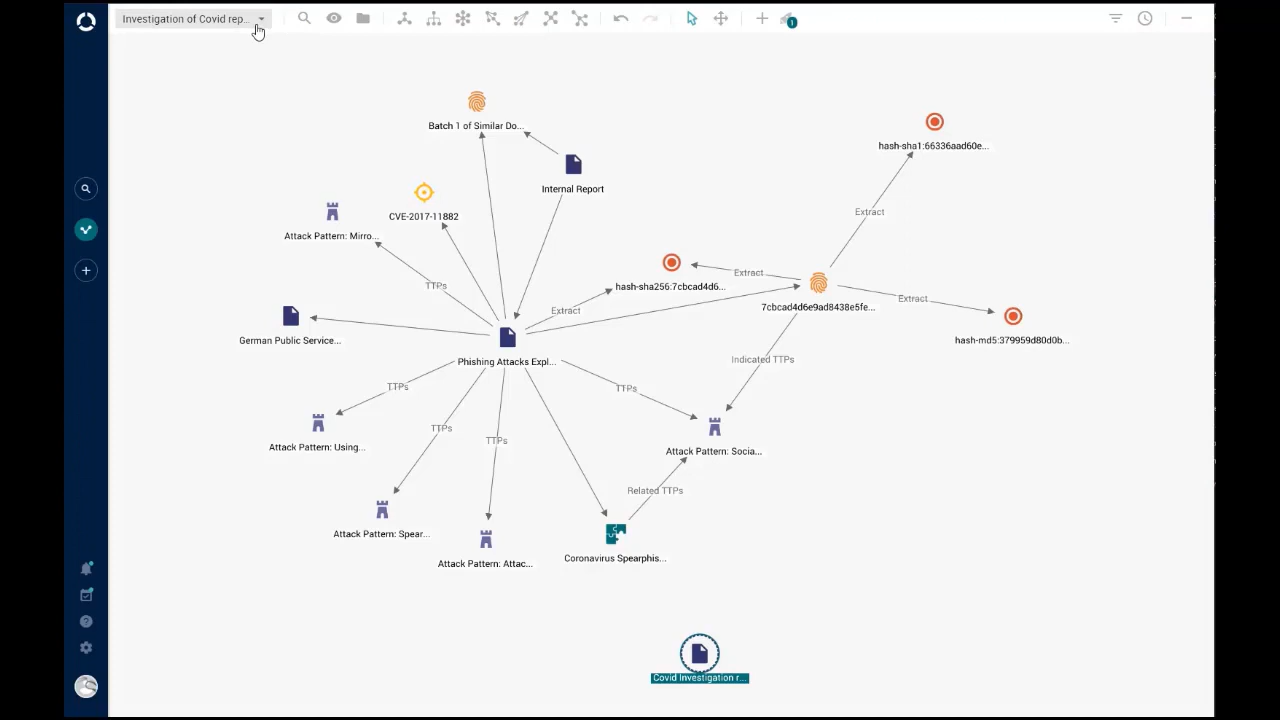 Investigation of Covid rep...
1
Batch 1 of Similar Do...
hash-sha1:66336aad60e...
Internal Report
CVE-2017-11882
Extract
Attack Pattern: Mirro...
TTPs
Extract
hash-sha256:7cbcad4d6...
Extract
7cbcad4d6e9ad8438e5fe...
Extract
German Public Service...
hash-md5:379959d80d0b...
Phishing Attacks Expl...
Indicated TTPs
TTPs
TTPs
TTPs
TTPs
Attack Pattern: Using...
Attack Pattern: Socia...
Related TTPs
Attack Pattern: Spear...
Coronavirus Spearphis...
Attack Pattern: Attac...
Covid Investigation r...